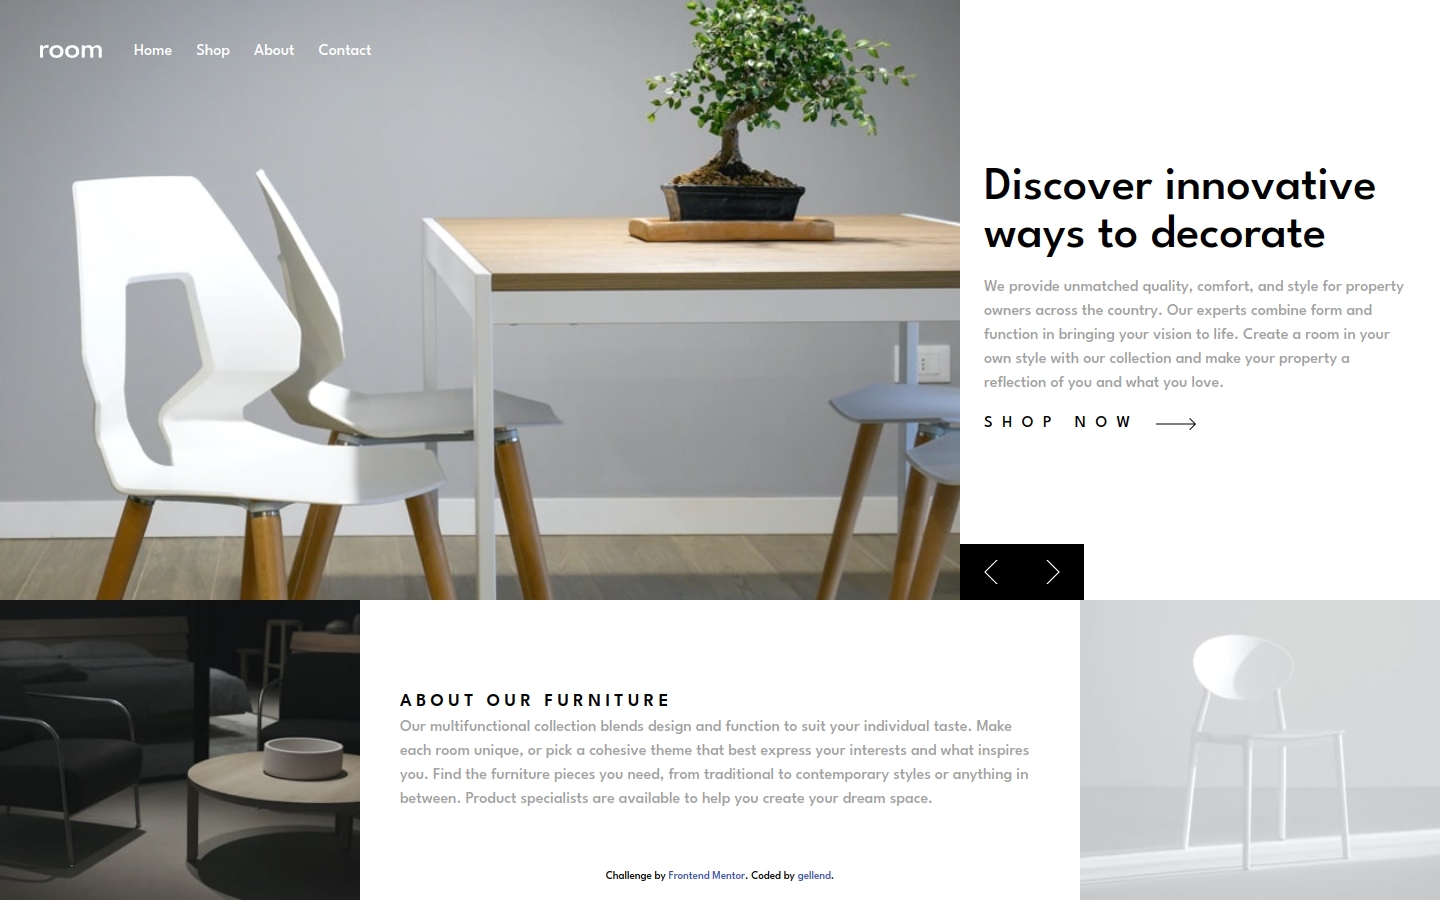 room
Home Shop About Contact
Discover innovative
ways to decorate
We provide unmatched quality, comfort, and style for property
owners across the country. Our experts combine form and
function in bringing your vision to life. Create a room in your
own style with our collection and make your property a
reflection of you and what you love.
SHOP NOW
ABOUT OUR FURNITURE
Our multifunctional collection blends design and function to suit your individual taste. Make
each room unique, or pick a cohesive theme that best express your interests and what inspires
you. Find the furniture pieces you need, from traditional to contemporary styles or anything in
between. Product specialists are available to help you create your dream space.
Challenge by Frontend Mentor. Coded by gellend.